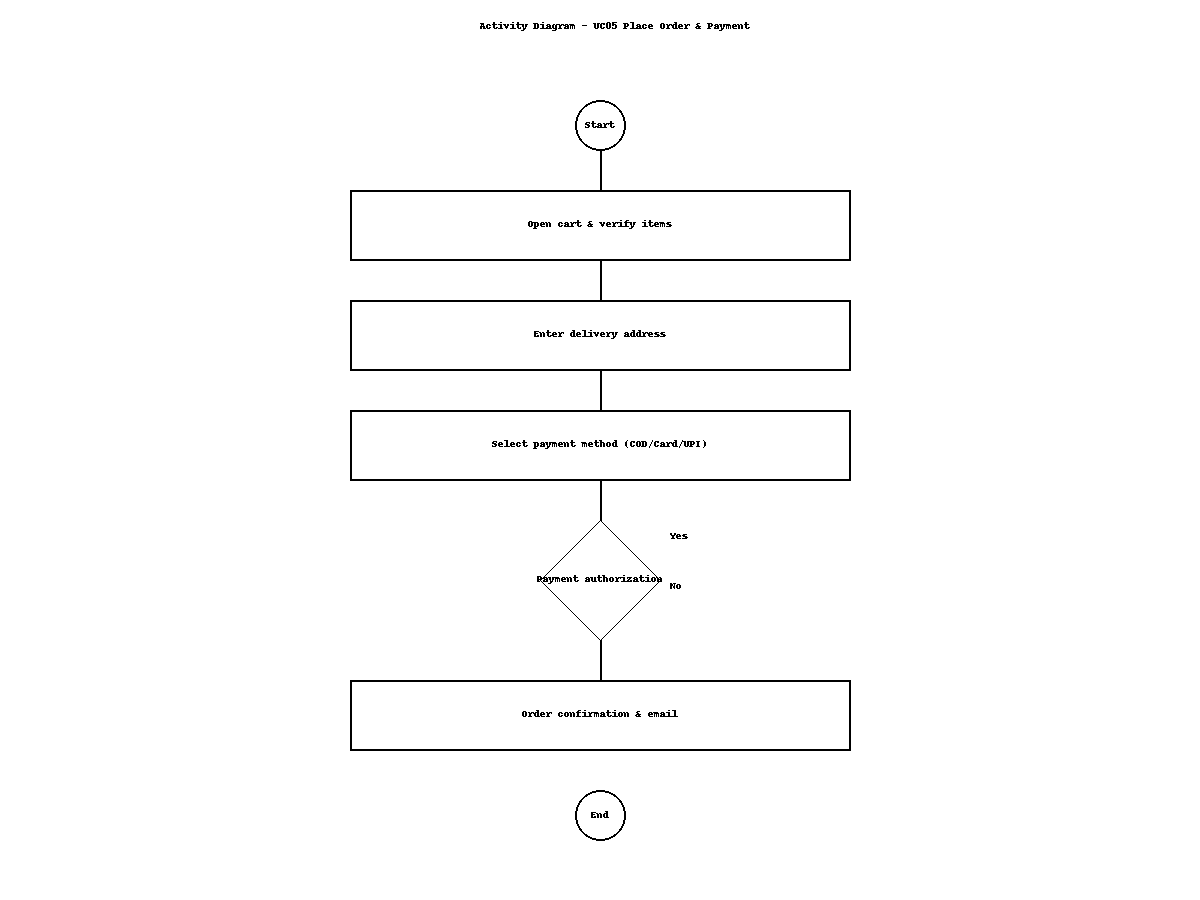 Activity Diagram - UC05 Place Order & Payment
Start
Open cart & verify items
Enter delivery address
Select payment method (COD/Card/UPI)
Yes
Payment authorization
No
Order confirmation & email
End